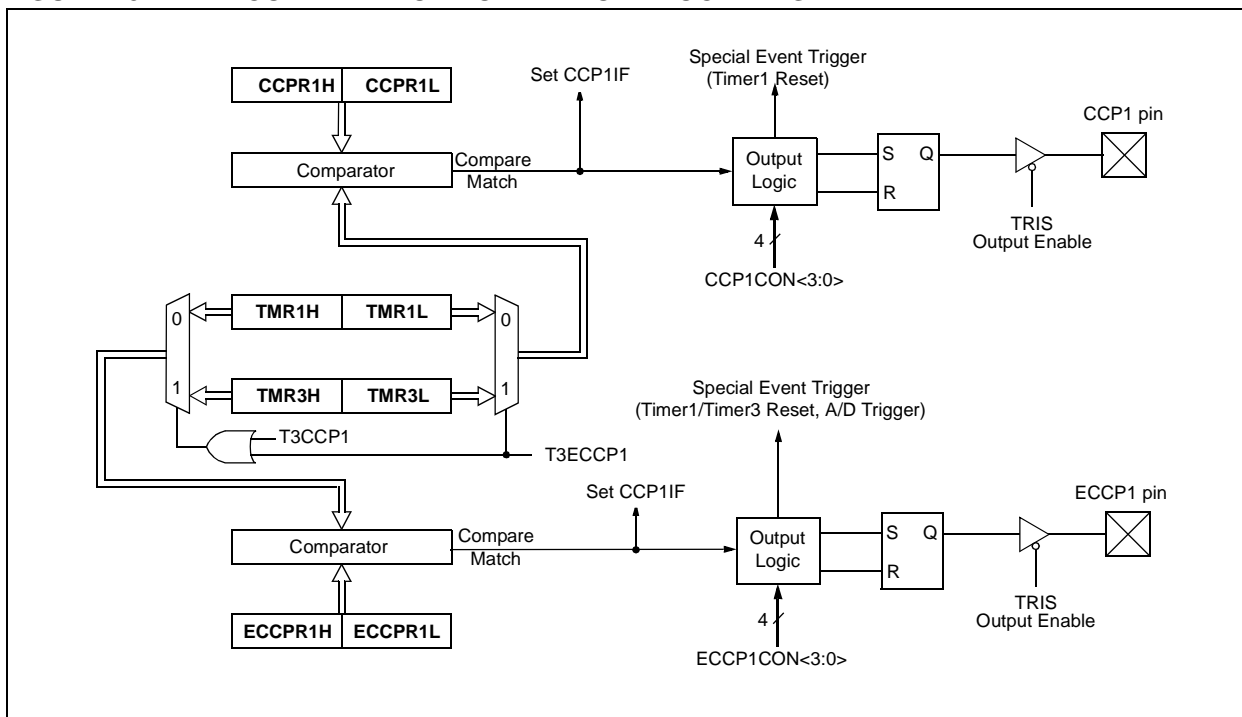 CCPR1H CCPR1L
Set CCP1IF
Special Event Trigger
(Timer1 Reset)
CCP1 pin
Comparator
Compare
Match
Output
Logic
S Q
R
TRIS
Output Enable
4
CCP1CON<3:0>
0
TMR1H TMR1L
0
1
TMR3H TMR3L
1
T3CCP1
T3ECCP1
Special Event Trigger
(Timer1/Timer3 Reset, A/D Trigger)
Set CCP1IF
ECCP1 pin
Comparator
Compare
Match
Output
Logic
S Q
R
TRIS
Output Enable
ECCPR1H ECCPR1L
4
ECCP1CON<3:0>